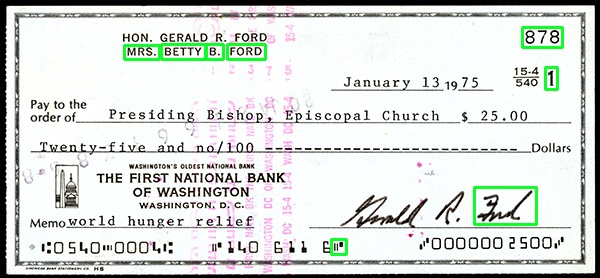 HON. GERALD R. FORD
MRS. BETTY B. FORD
878
January 13 1975
15-4
540
1
Pay to the
order of Presiding Bishop, Episcopal Church $ 25.00
Twenty-five and no/100 Dollars
WASHINGTON'S OLDEST NATIONAL BANK
THE FIRST NATIONAL BANK
OF WASHINGTON
WASHINGTON, D. C.
Memo world hunger relief
Gerald R. Ford
⑆0540⑉0004⑆ ⑈140 611 6⑈ ⑈0000002500⑈
AMERICAN BANK STATIONERY CO. HS